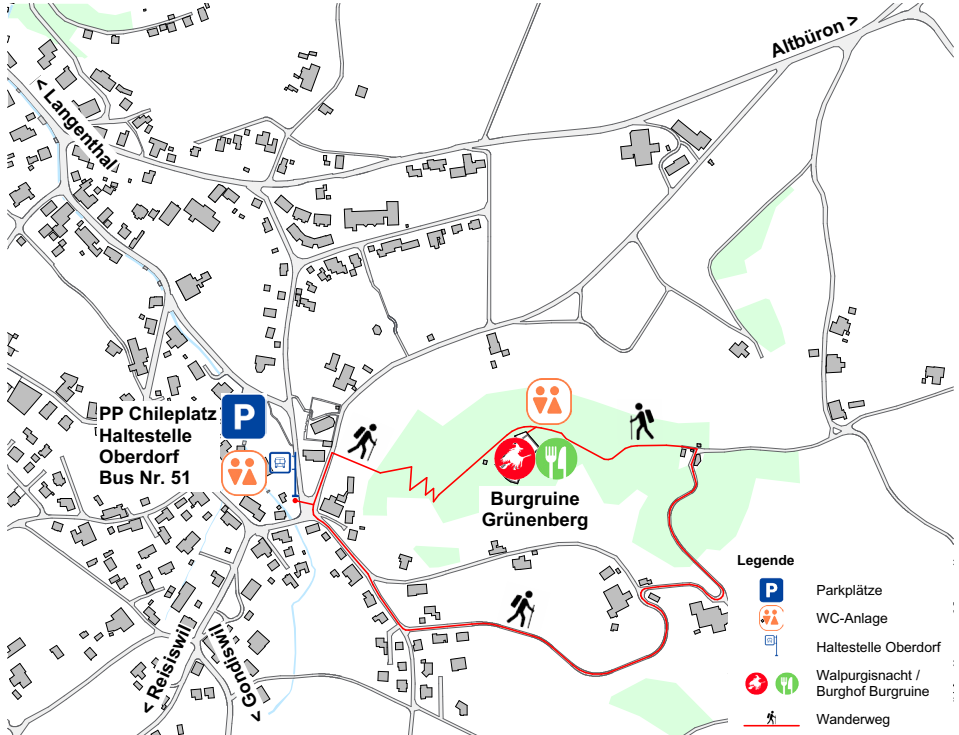 Altbüron >
< Langenthal
PP Chileplatz
Haltestelle
Oberdorf
Bus Nr. 51
P
Burgruine
Grünenberg
< Reisiswil
< Gondiswil
Legende
P Parkplätze
WC-Anlage
Haltestelle Oberdorf
Walpurgisnacht /
Burghof Burgruine
Wanderweg